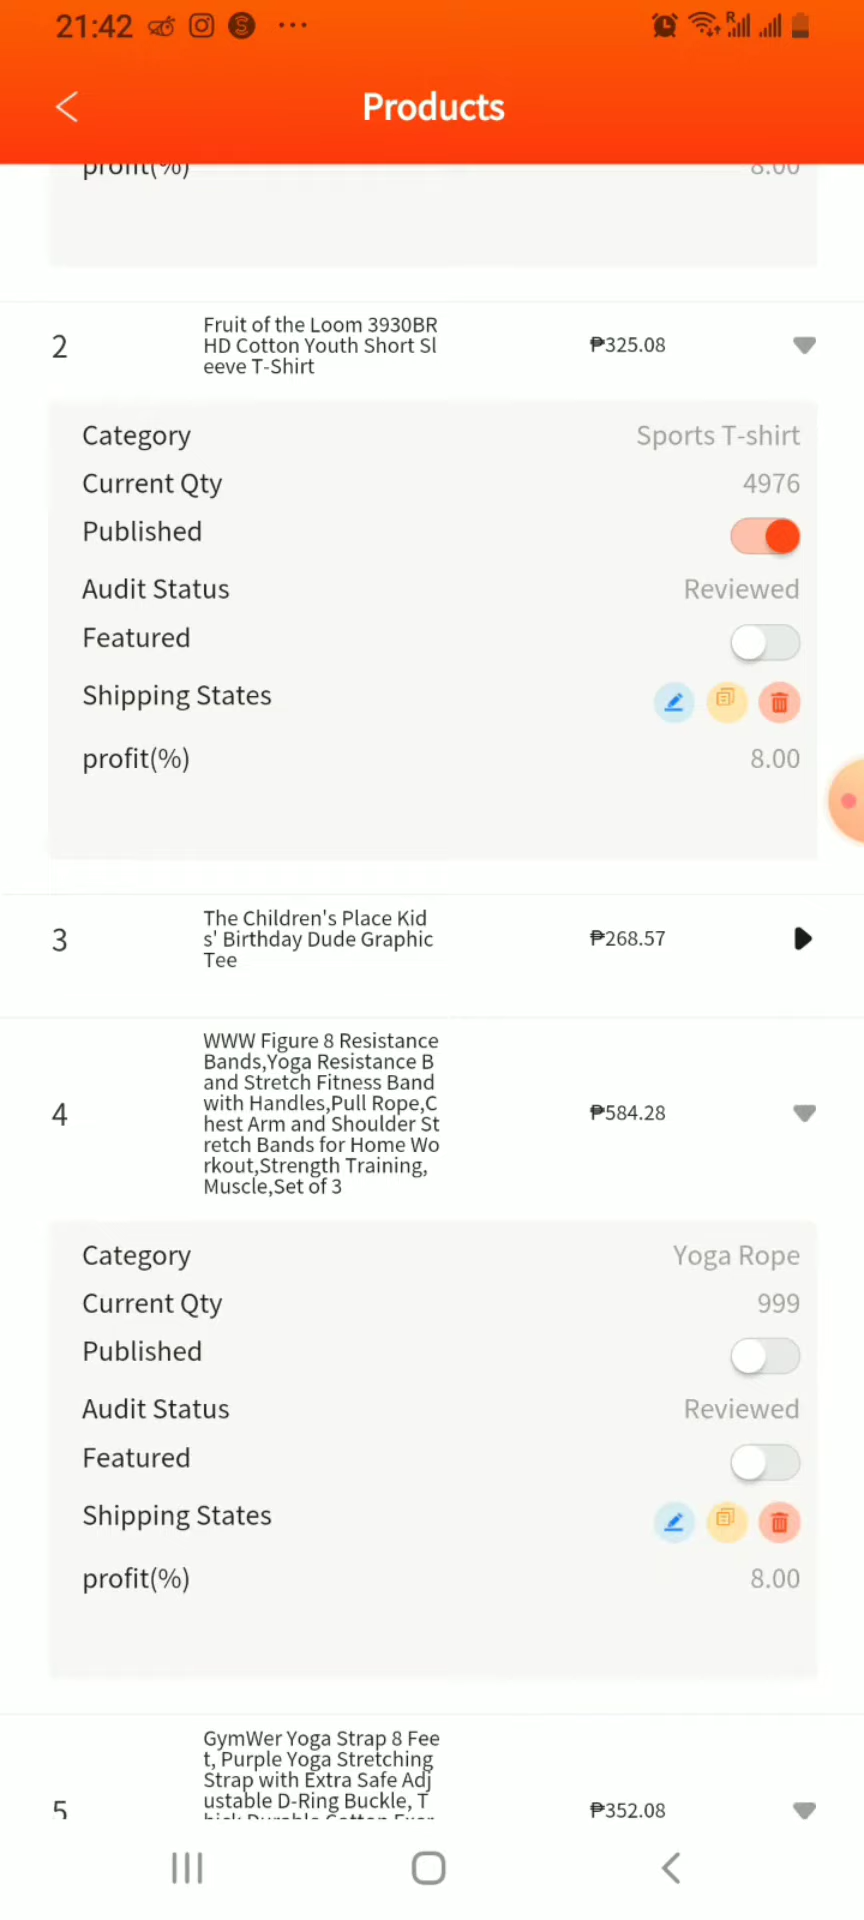 21:42
Products
profit(%) 8.00
2 Fruit of the Loom 3930BR ₱325.08
HD Cotton Youth Short Sl
eeve T-Shirt
Category Sports T-shirt
Current Qty 4976
Published
Audit Status Reviewed
Featured
Shipping States
profit(%) 8.00
3 The Children's Place Kid ₱268.57
s' Birthday Dude Graphic
Tee
WWW Figure 8 Resistance
Bands,Yoga Resistance B
and Stretch Fitness Band
with Handles,Pull Rope,C
4 hest Arm and Shoulder St ₱584.28
retch Bands for Home Wo
rkout,Strength Training,
Muscle,Set of 3
Category Yoga Rope
Current Qty 999
Published
Audit Status Reviewed
Featured
Shipping States
profit(%) 8.00
GymWer Yoga Strap 8 Fee
t, Purple Yoga Stretching
Strap with Extra Safe Adj
5 ustable D-Ring Buckle, T ₱352.08